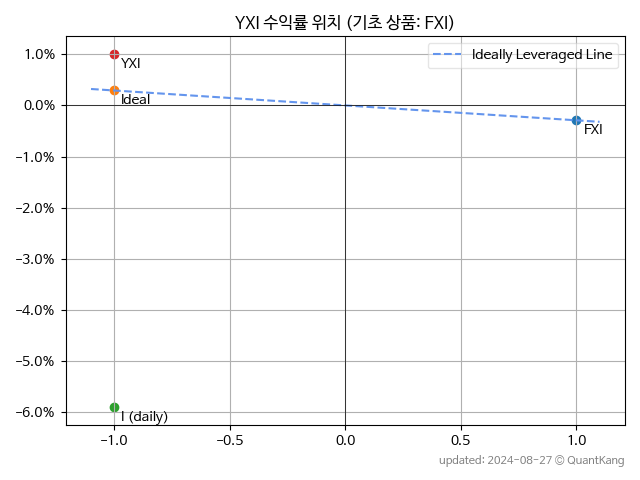 YXI 수익률 위치 (기초 상품: FXI)
1.0%
0.0%
-1.0%
-2.0%
-3.0%
-4.0%
-5.0%
-6.0%
Ideally Leveraged Line
YXI
Ideal
FXI
I (daily)
-1.0
-0.5
0.0
0.5
1.0
updated: 2024-08-27 © QuantKang